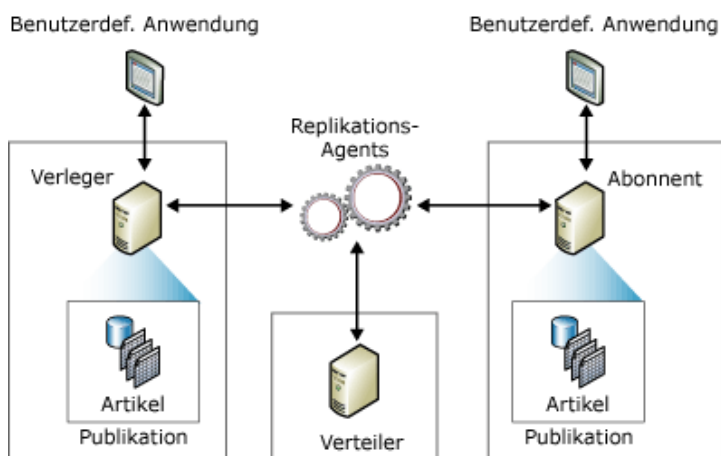 Benutzerdef. Anwendung
Benutzerdef. Anwendung
Replikations-
Agents
Verleger
Abonnent
Artikel
Publikation
Verteiler
Artikel
Publikation